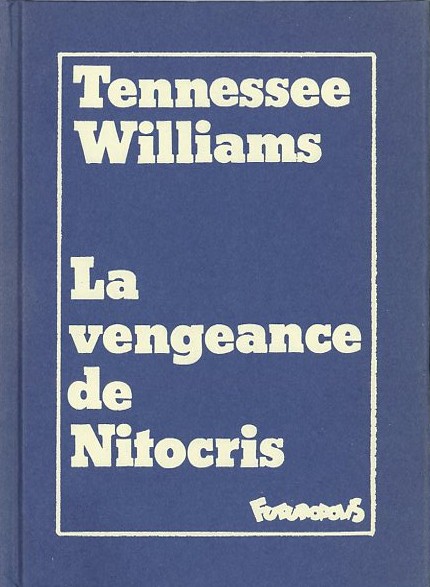 Tennessee
Williams
La
vengeance
de
Nitocris
FUTUROPOLIS